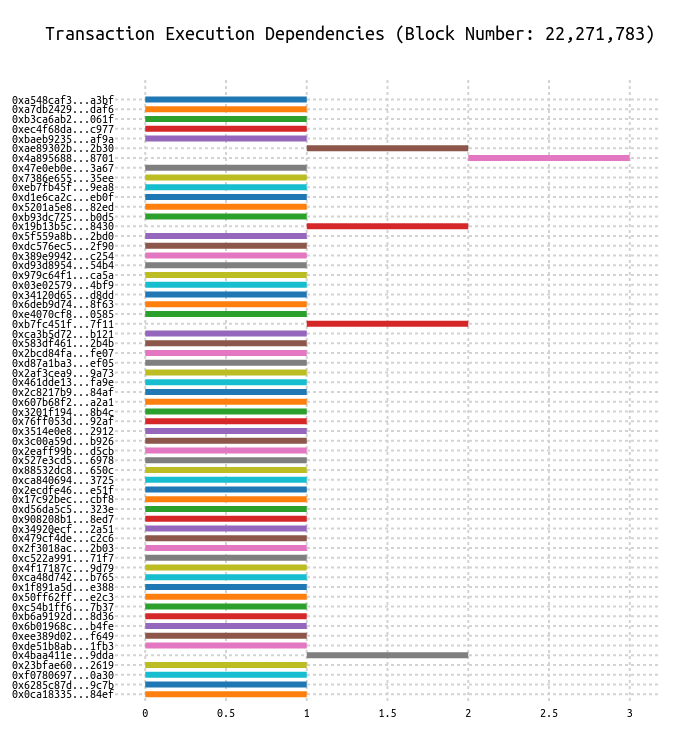 Transaction Execution Dependencies (Block Number: 22,271,783)
0xa548caf3...a3bf
0xa7db2429...daf6
0xb3ca6ab2...061f
0xec4f68da...c977
0xbaeb9235...af9a
0xae89302b...2b30
0x4a895688...8701
0x47e0eb0e...3a67
0x7386e655...35ee
0xeb7fb45f...9ea8
0xd1e6ca2c...eb0f
0x5201a5e8...82ed
0xb93dc725...b0d5
0x19b13b5c...8430
0x5f559a8b...2bd0
0xdc576ec5...2f90
0x389e9942...c254
0xd93d8954...54b4
0x979c64f1...ca5a
0x03e02579...4bf9
0x34120d65...d8dd
0x6deb9d74...8f63
0xe4070cf8...0585
0xb7fc451f...7f11
0xca3b5d72...b121
0x583df461...2b4b
0x2bcd84fa...fe07
0xd87a1ba3...ef05
0x2af3cea9...9a73
0x461dde13...fa9e
0x2c8217b9...84af
0x607b68f2...a2a1
0x3201f194...8b4c
0x76ff053d...92af
0x3514e0e8...2912
0x3c00a59d...b926
0x2eaff99b...d5cb
0x527e3cd5...6978
0x88532dc8...650c
0xca840694...3725
0x2ecdfe46...e51f
0x17c92bec...cbf8
0xd56da5c5...323e
0x908208b1...8ed7
0x34920ecf...2a51
0x479cf4de...c2c6
0x2f3018ac...2b03
0xc522a991...71f7
0x4f17187c...9d79
0xca48d742...b765
0x1f891a5d...e388
0x50ff62ff...e2c3
0xc54b1ff6...7b37
0xb6a9192d...8d36
0x6b01968c...b4fe
0xee389d02...f649
0xde51b8ab...1fb3
0x4baa411e...9dda
0x23bfae60...2619
0xf0780697...0a30
0x6285c87d...9c7b
0x0ca18335...84ef
0 0.5 1 1.5 2 2.5 3